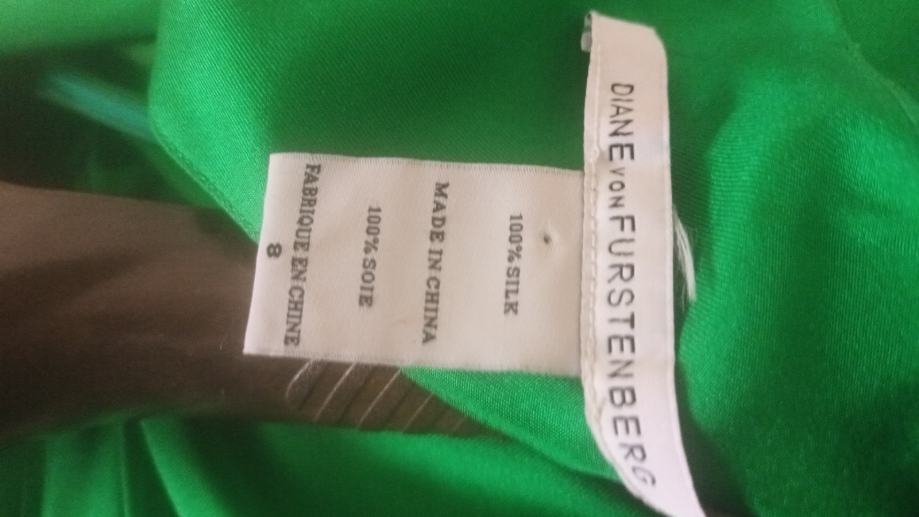 DIANE VON FURSTENBERG
100% SILK
MADE IN CHINA
100% SOIE
FABRIQUE EN CHINE
8